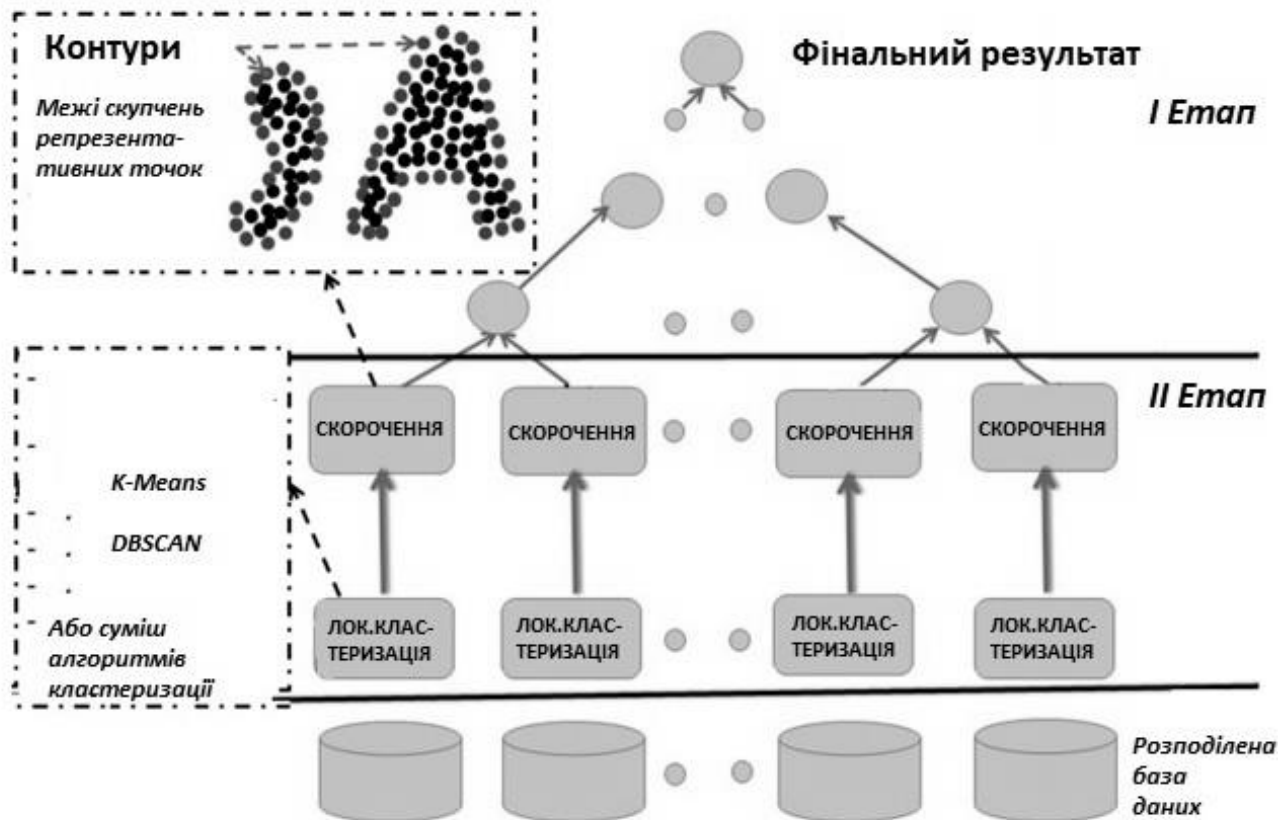 Контури
Межі скупчень
репрезента-
тивних точок
Фінальний результат
І Етап
ІІ Етап
СКОРОЧЕННЯ
СКОРОЧЕННЯ
СКОРОЧЕННЯ
СКОРОЧЕННЯ
K-Means
DBSCAN
Або суміш
алгоритмів
кластеризації
ЛОК.КЛАС-
ТЕРИЗАЦІЯ
ЛОК.КЛАС-
ТЕРИЗАЦІЯ
ЛОК.КЛАС-
ТЕРИЗАЦІЯ
ЛОК.КЛАС-
ТЕРИЗАЦІЯ
Розподілена
база
даних